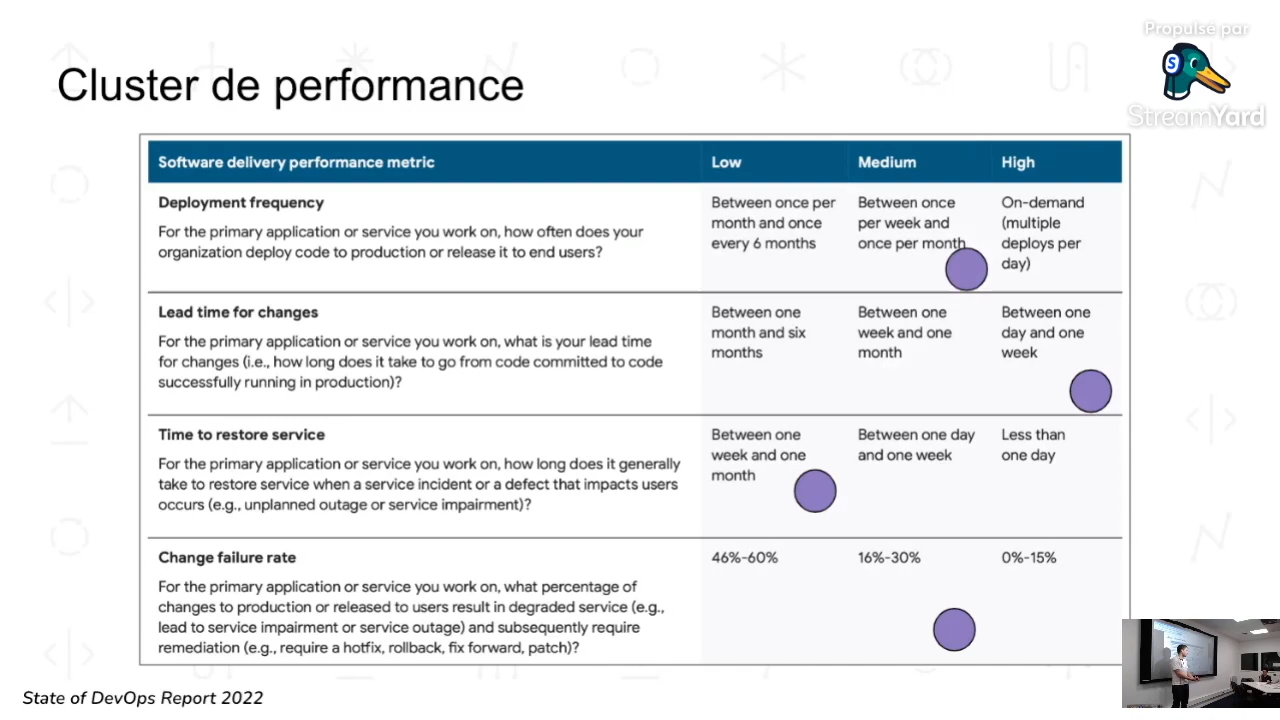 Propulsé par
StreamYard
Cluster de performance
Software delivery performance metric
Low
Medium
High
Deployment frequency
For the primary application or service you work on, how often does your
organization deploy code to production or release it to end users?
Between once per
month and once
every 6 months
Between once
per week and
once per month
On-demand
(multiple
deploys per
day)
Lead time for changes
For the primary application or service you work on, what is your lead time
for changes (i.e., how long does it take to go from code committed to code
successfully running in production)?
Between one
month and six
months
Between one
week and one
month
Between one
day and one
week
Time to restore service
For the primary application or service you work on, how long does it generally
take to restore service when a service incident or a defect that impacts users
occurs (e.g., unplanned outage or service impairment)?
Between one
week and one
month
Between one day
and one week
Less than
one day
Change failure rate
For the primary application or service you work on, what percentage of
changes to production or released to users result in degraded service (e.g.,
lead to service impairment or service outage) and subsequently require
remediation (e.g., require a hotfix, rollback, fix forward, patch)?
46%-60%
16%-30%
0%-15%
State of DevOps Report 2022